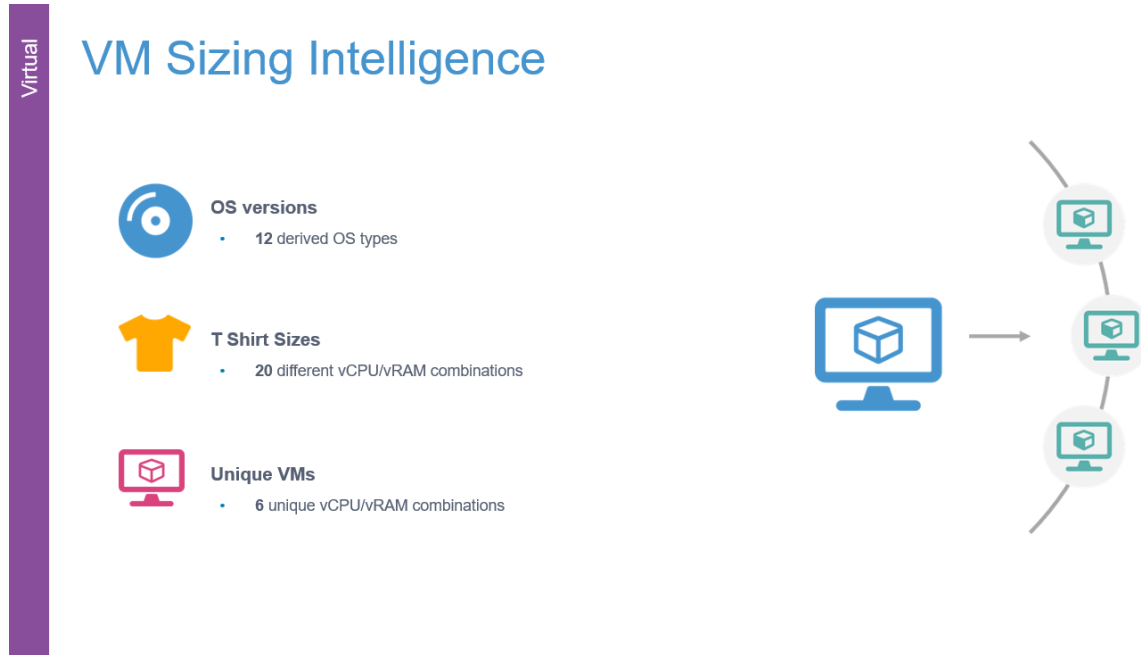 Virtual
VM Sizing Intelligence
OS versions
• 12 derived OS types
T Shirt Sizes
• 20 different vCPU/vRAM combinations
Unique VMs
• 6 unique vCPU/vRAM combinations